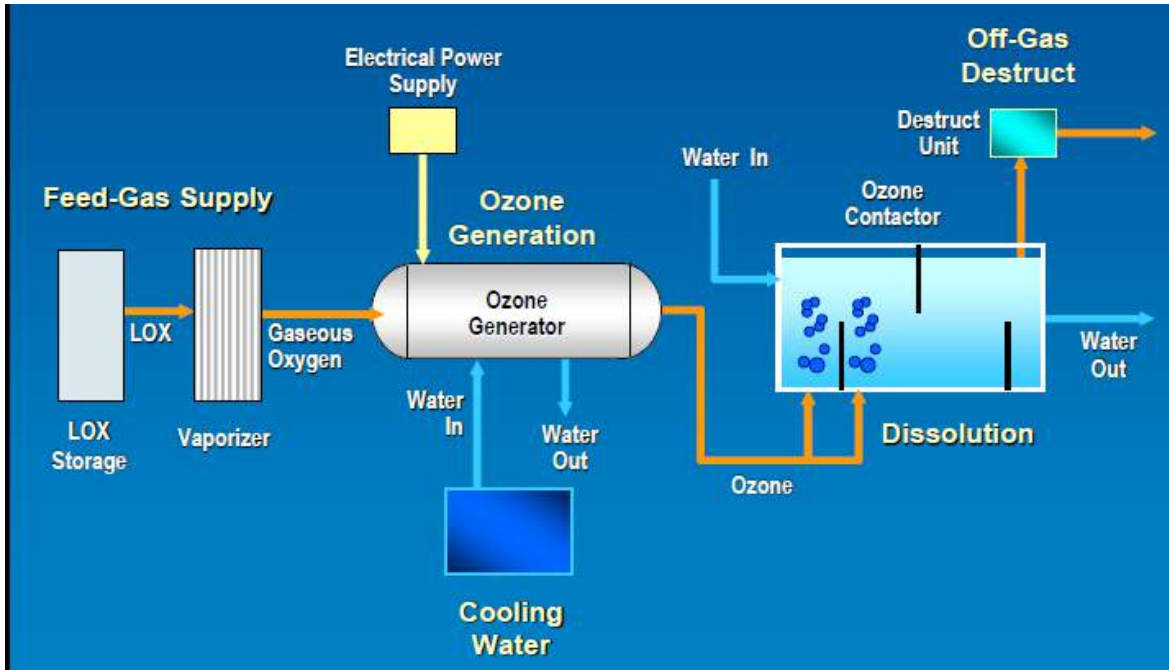 Electrical Power
Supply
Off-Gas
Destruct
Destruct
Unit
Water In
Feed-Gas Supply
Ozone
Generation
Ozone
Contactor
LOX
Gaseous
Oxygen
Ozone
Generator
LOX
Storage
Vaporizer
Water
In
Water
Out
Ozone
Dissolution
Water
Out
Cooling
Water